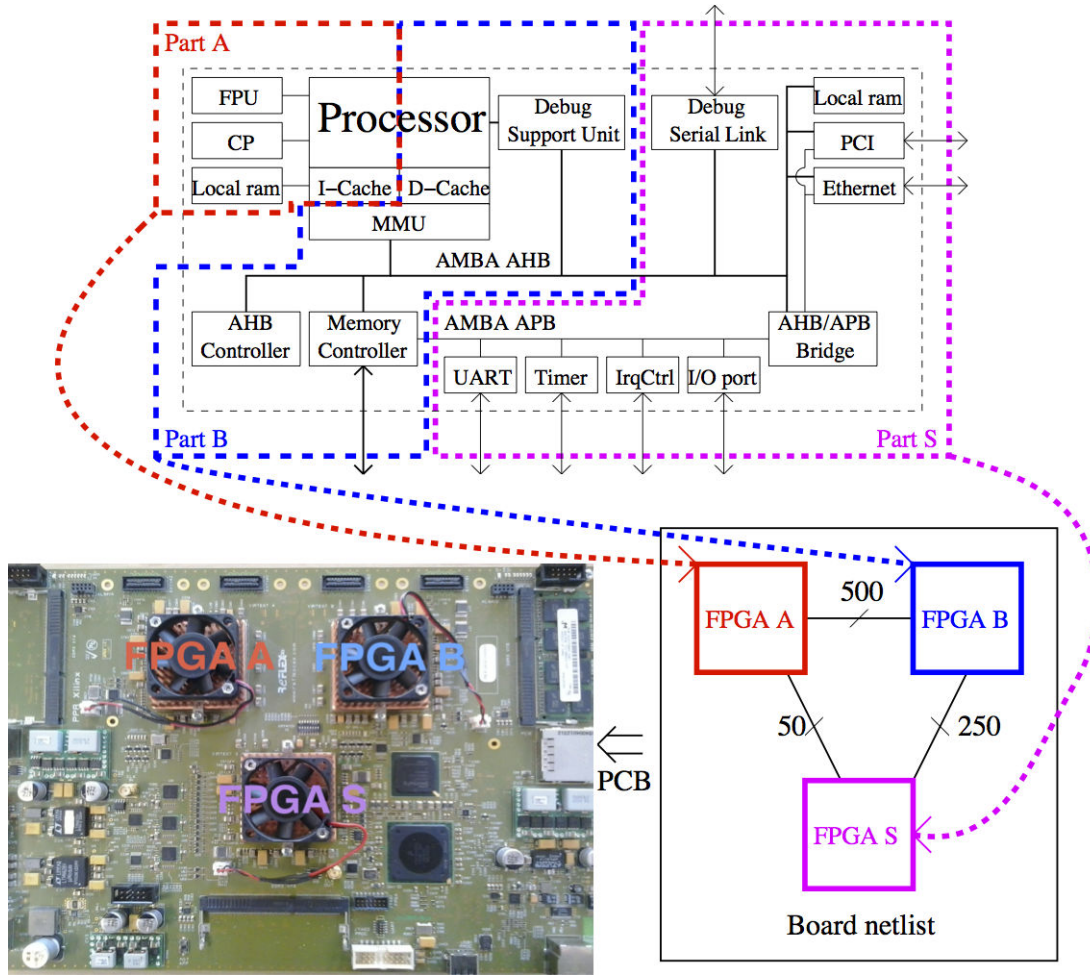 Part A
FPU
CP
Local ram
Processor
I-Cache
D-Cache
MMU
Debug
Support Unit
Debug
Serial Link
Local ram
PCI
Ethernet
AMBA AHB
AHB
Controller
Memory
Controller
AMBA APB
AHB/APB
Bridge
UART
Timer
IrqCtrl
I/O port
Part B
Part S
FPGA A
500
FPGA B
50
250
FPGA S
Board netlist
PCB
FPGA A
FPGA B
FPGA S